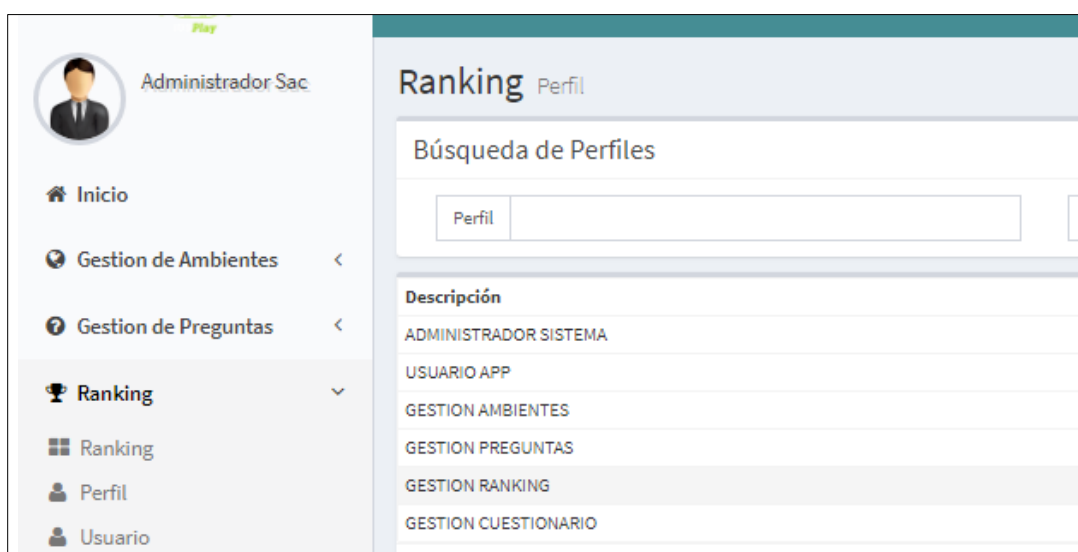 Play
Administrador Sac
Inicio
Gestion de Ambientes
Gestion de Preguntas
Ranking
Ranking
Perfil
Usuario
Ranking Perfil
Búsqueda de Perfiles
Perfil
Descripción
ADMINISTRADOR SISTEMA
USUARIO APP
GESTION AMBIENTES
GESTION PREGUNTAS
GESTION RANKING
GESTION CUESTIONARIO